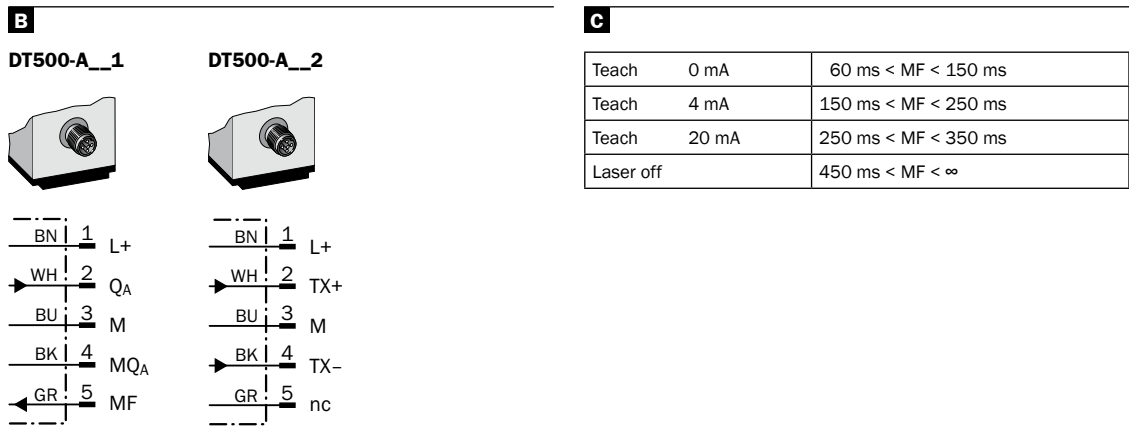 B
DT500-A__1 DT500-A__2
BN 1 L+
WH 2 QA
BU 3 M
BK 4 MQA
GR 5 MF
BN 1 L+
WH 2 TX+
BU 3 M
BK 4 TX–
GR 5 nc
C
Teach 0 mA 60 ms < MF < 150 ms
Teach 4 mA 150 ms < MF < 250 ms
Teach 20 mA 250 ms < MF < 350 ms
Laser off 450 ms < MF < ∞